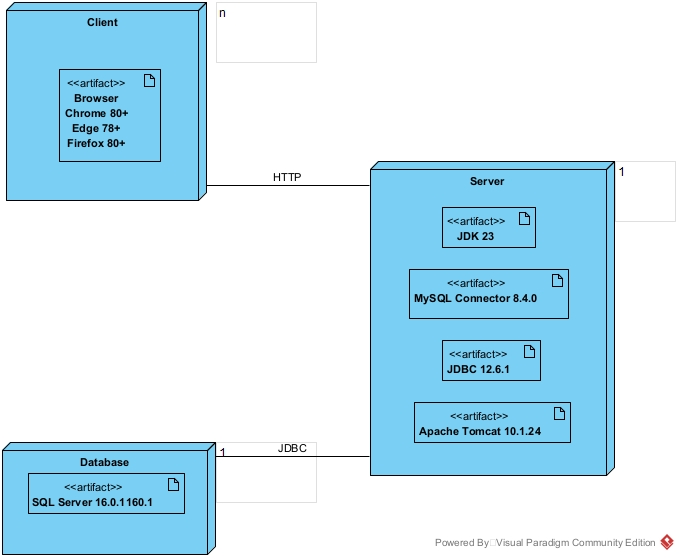 Client
n
<<artifact>>
Browser
Chrome 80+
Edge 78+
Firefox 80+
HTTP
Server
1
<<artifact>>
JDK 23
<<artifact>>
MySQL Connector 8.4.0
<<artifact>>
JDBC 12.6.1
<<artifact>>
Apache Tomcat 10.1.24
JDBC
Database
1
<<artifact>>
SQL Server 16.0.1160.1
Powered By Visual Paradigm Community Edition